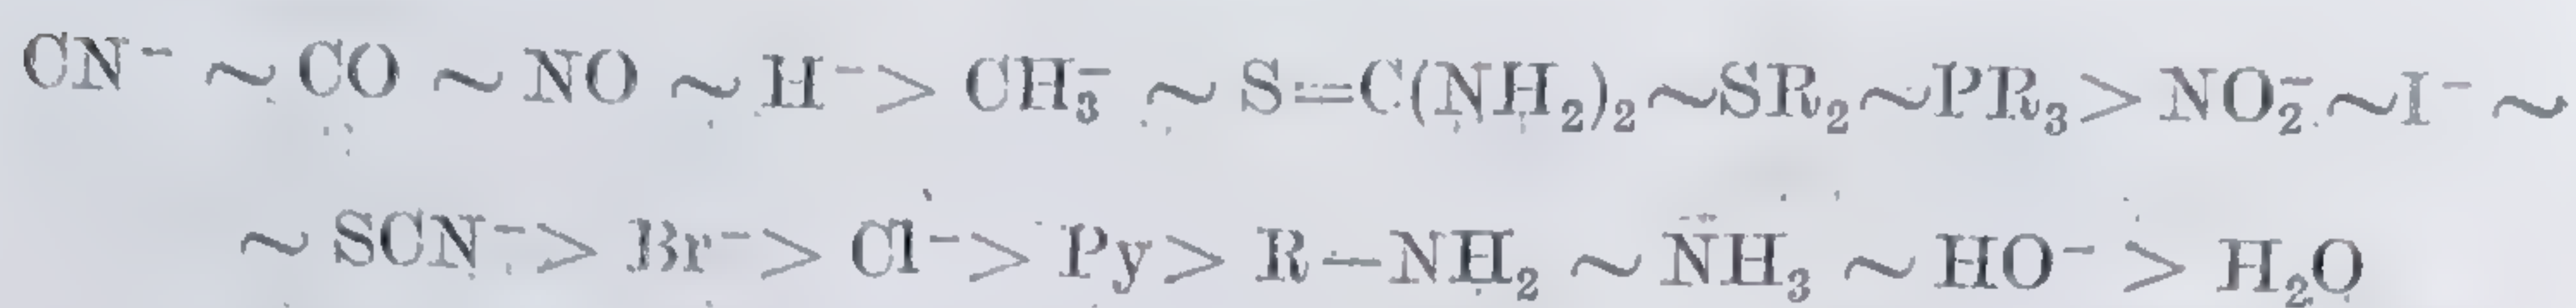 CN⁻ ~ CO ~ NO ~ H⁻ > CH₃⁻ ~ S=C(NH₂)₂~SR₂~PR₃> NO₂⁻~I⁻ ~
~ SCN⁻> Br⁻> Cl⁻> Py> R—NH₂ ~ NH₃ ~ HO⁻ > H₂O